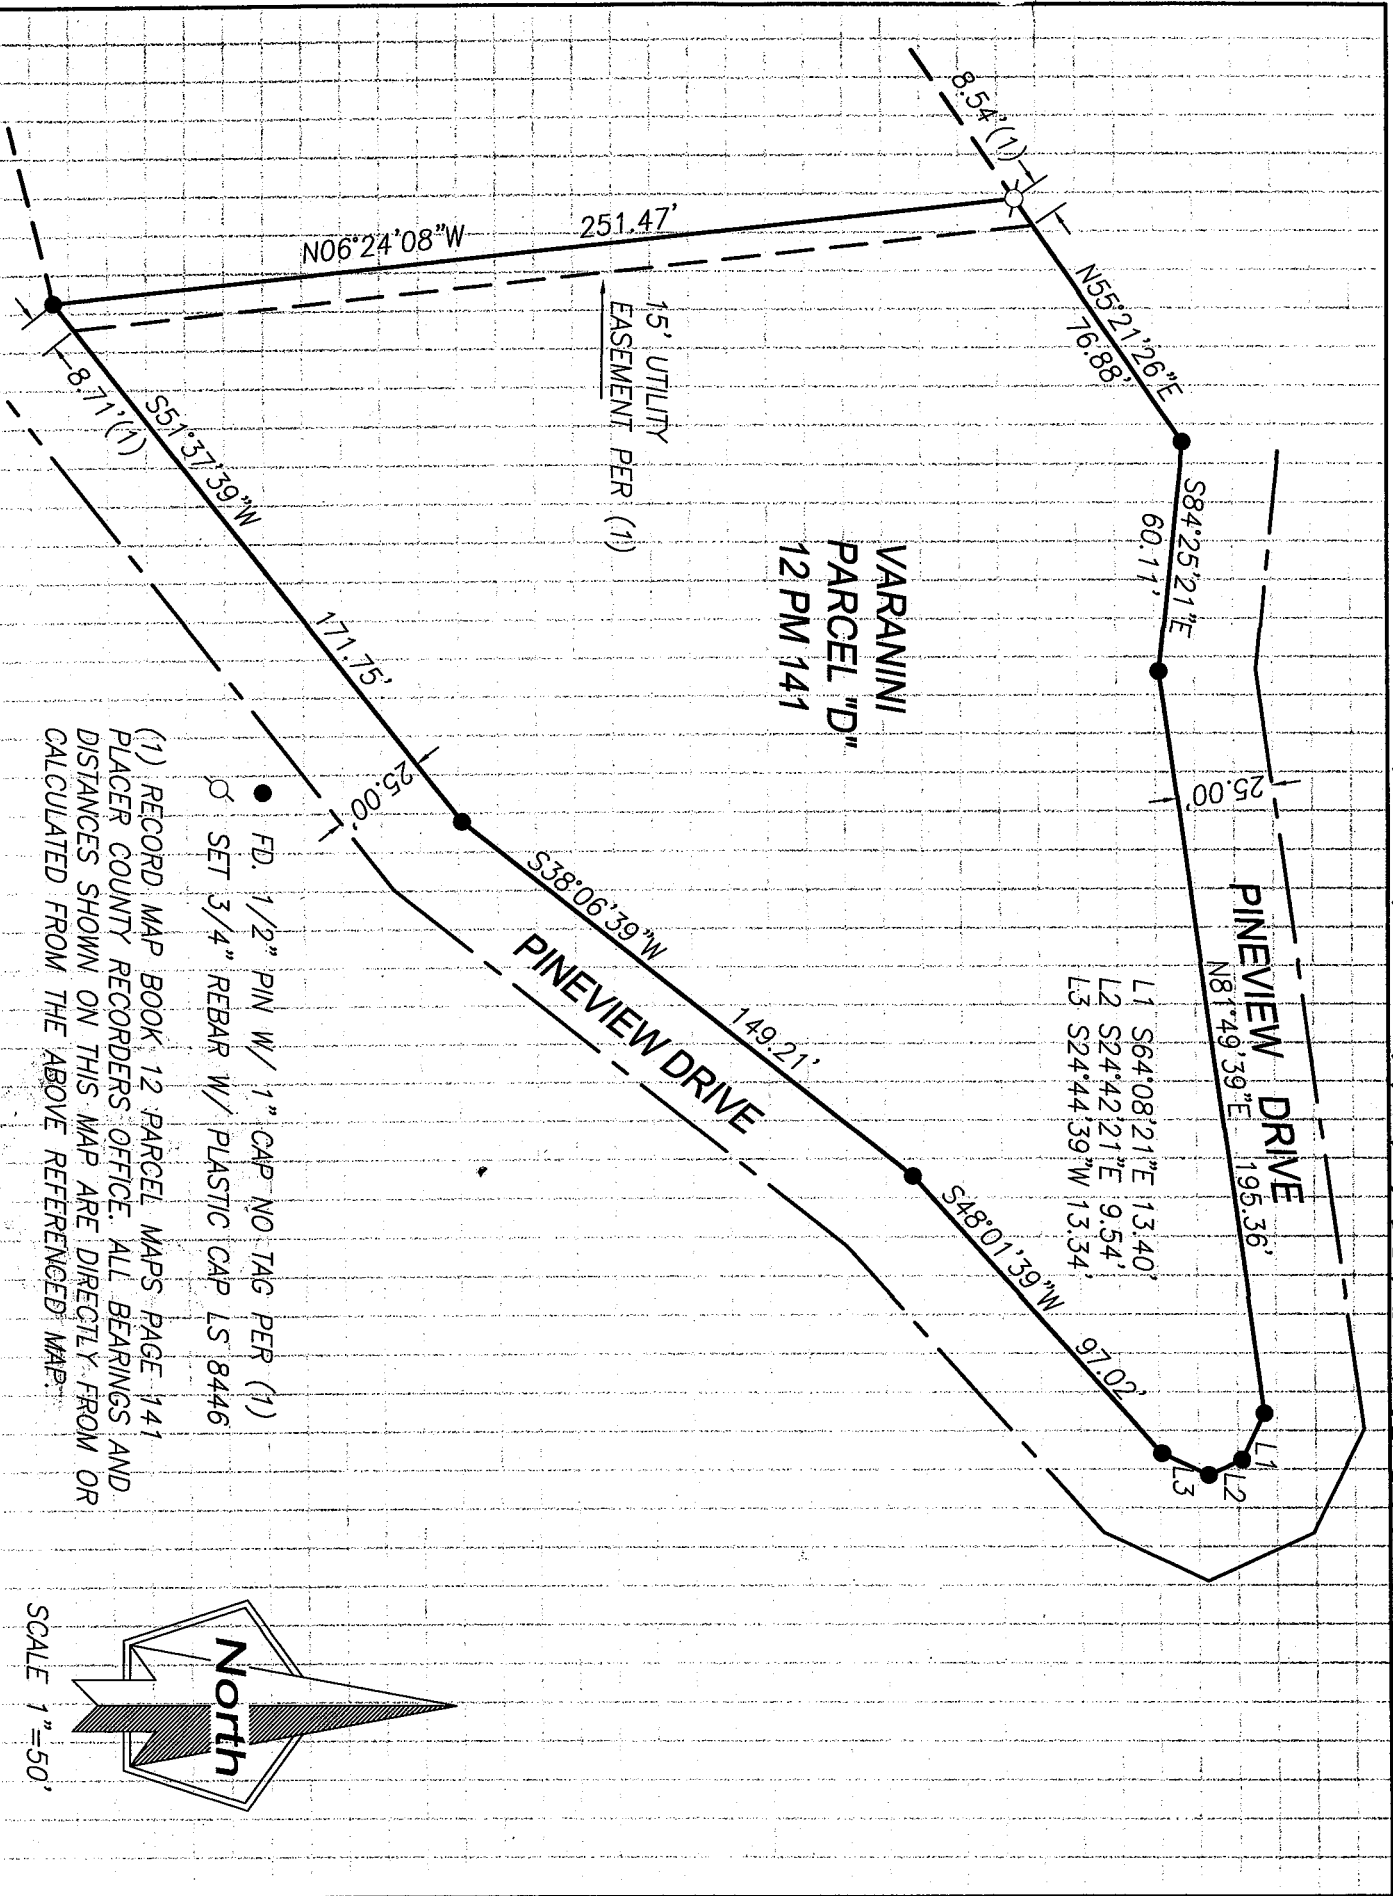 8.54'(1)
N55°21'26"E
76.88'
S84°25'21"E
60.11'
25.00'
PINEVIEW DRIVE
N81°49'39"E 195.36'
L1
L2
L3
L1 S64°08'21"E 13.40'
L2 S24°42'21"E 9.54'
L3 S24°44'39"W 13.34'
VARANINI
PARCEL "D"
12 PM 141
N06°24'08"W
251.47'
15' UTILITY
EASEMENT PER (1)
8.71'(1)
S51°37'39"W
171.75'
25.00'
S38°06'39"W
149.21'
PINEVIEW DRIVE
S48°01'39"W
97.02'
FD. 1/2" PIN W/ 1" CAP NO TAG PER (1)
SET 3/4" REBAR W/ PLASTIC CAP LS 8446
(1) RECORD MAP BOOK 12 PARCEL MAPS PAGE 141
PLACER COUNTY RECORDERS OFFICE. ALL BEARINGS AND
DISTANCES SHOWN ON THIS MAP ARE DIRECTLY FROM OR
CALCULATED FROM THE ABOVE REFERENCED MAP.
North
SCALE 1"=50'